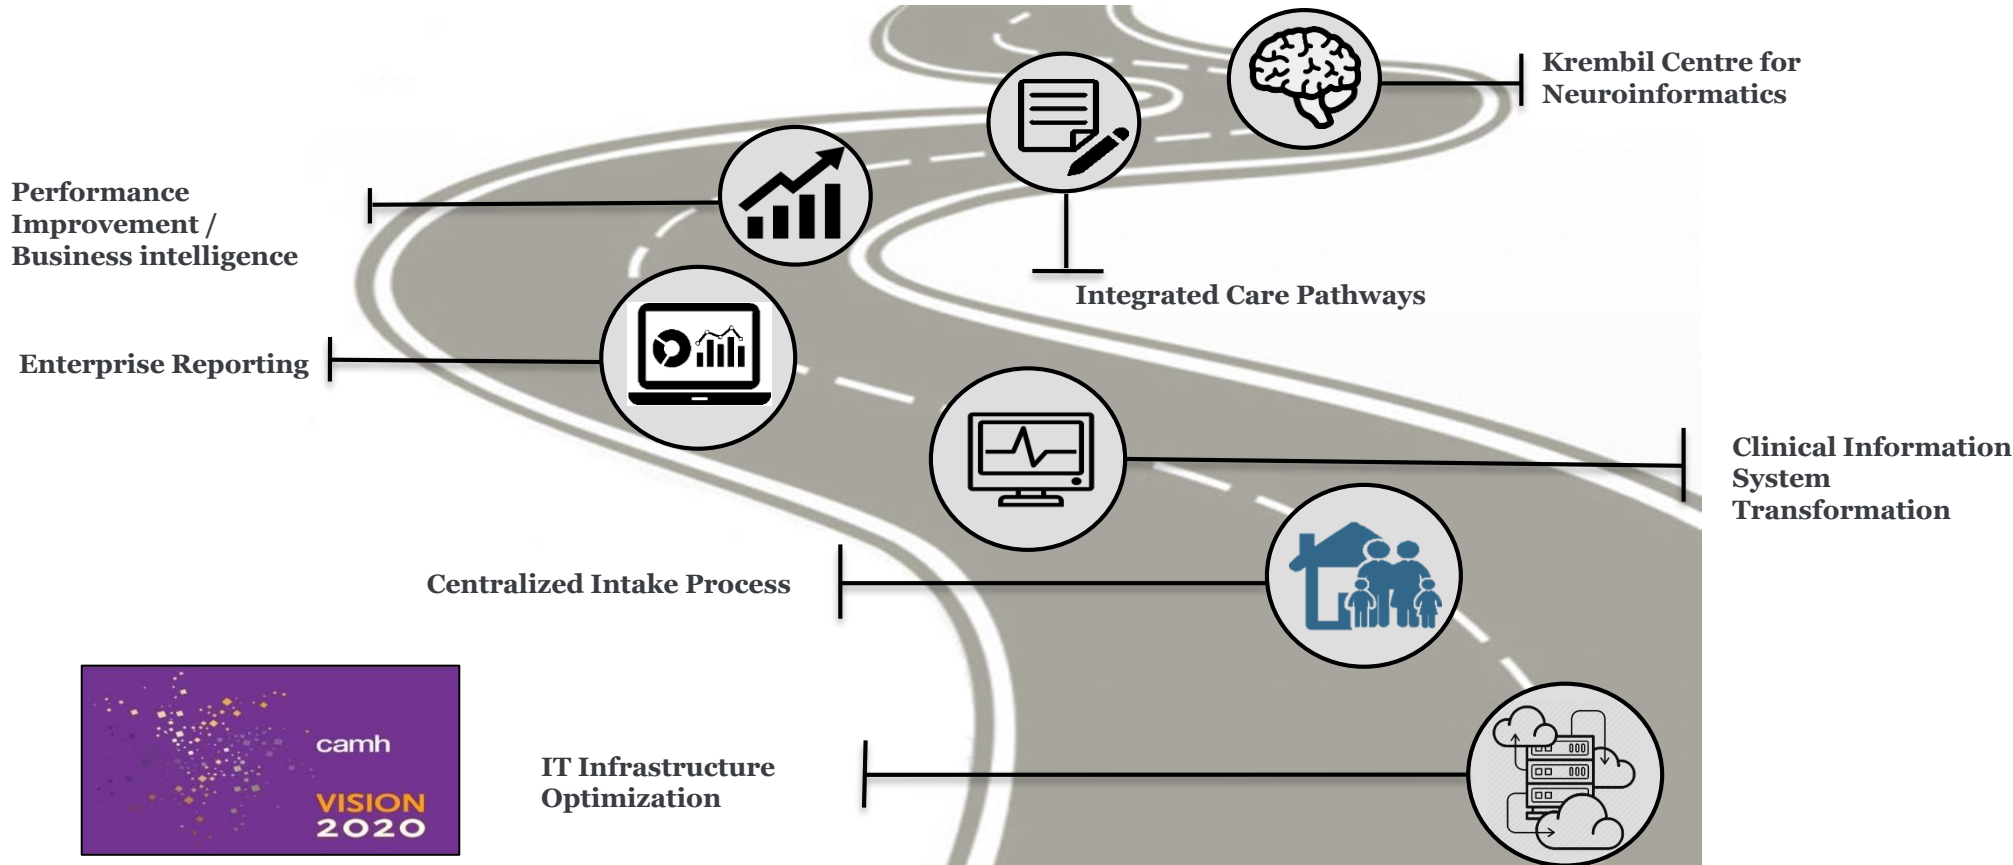 Krembil Centre for
Neuroinformatics
Performance
Improvement /
Business intelligence
Integrated Care Pathways
Enterprise Reporting
Clinical Information
System
Transformation
Centralized Intake Process
camh
VISION
2020
IT Infrastructure
Optimization